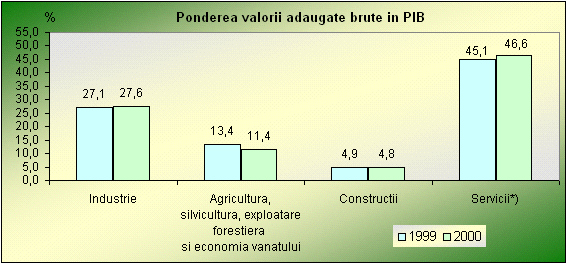 %
Ponderea valorii adaugate brute in PIB
55,0
50,0
45,0
40,0
35,0
30,0
25,0
20,0
15,0
10,0
5,0
0,0
27,1
27,6
13,4
11,4
4,9
4,8
45,1
46,6
Industrie
Agricultura,
silvicultura, exploatare
forestiera
si economia vanatului
Constructii
Servicii*)
1999
2000